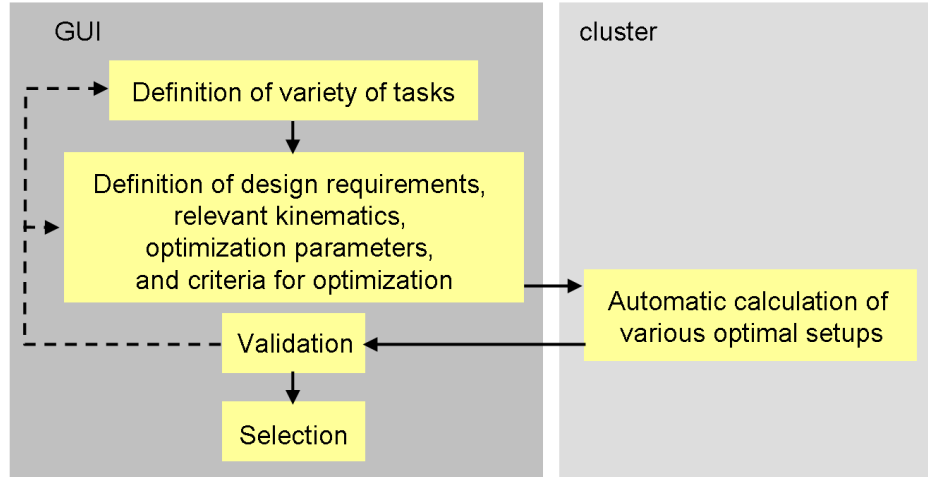 GUI
cluster
Definition of variety of tasks
Definition of design requirements,
relevant kinematics,
optimization parameters,
and criteria for optimization
Automatic calculation of
various optimal setups
Validation
Selection